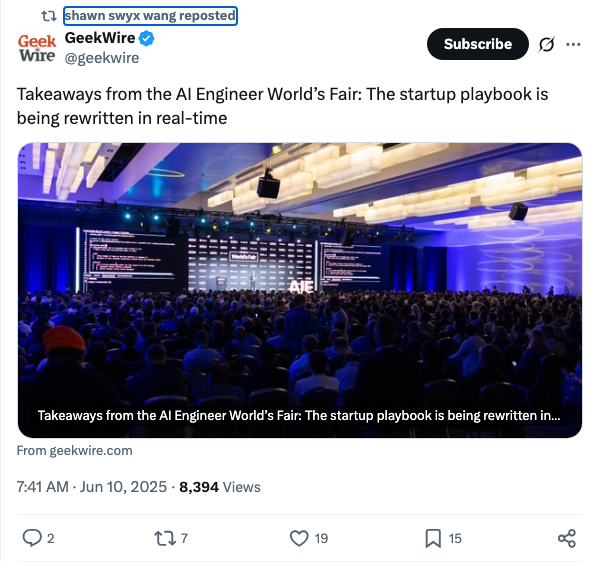 shawn swyx wang reposted
Geek
Wire
GeekWire
@geekwire
Subscribe
Takeaways from the AI Engineer World’s Fair: The startup playbook is
being rewritten in real-time
World'sFair
AIE
Takeaways from the AI Engineer World’s Fair: The startup playbook is being rewritten in...
From geekwire.com
7:41 AM · Jun 10, 2025 · 8,394 Views
2
7
19
15